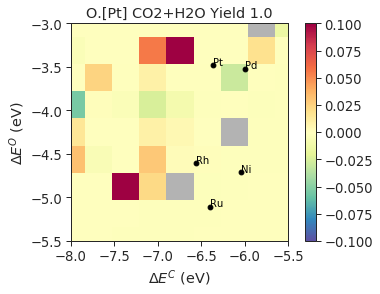 O.[Pt] CO2+H2O Yield 1.0
−3.0
−3.5
−4.0
−4.5
−5.0
−5.5
ΔE^O (eV)
Pt
Pd
Rh
Ni
Ru
−8.0 −7.5 −7.0 −6.5 −6.0 −5.5
ΔE^C (eV)
0.100
0.075
0.050
0.025
0.000
−0.025
−0.050
−0.075
−0.100